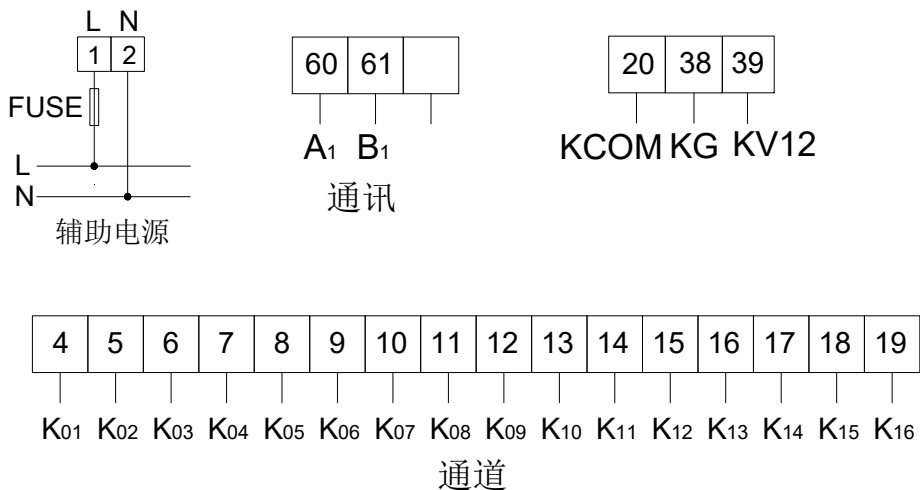 L N
1 2
FUSE
L
N
辅助电源
60 61
A1 B1
通讯
20 38 39
KCOM KG KV12
4 5 6 7 8 9 10 11 12 13 14 15 16 17 18 19
K01 K02 K03 K04 K05 K06 K07 K08 K09 K10 K11 K12 K13 K14 K15 K16
通道